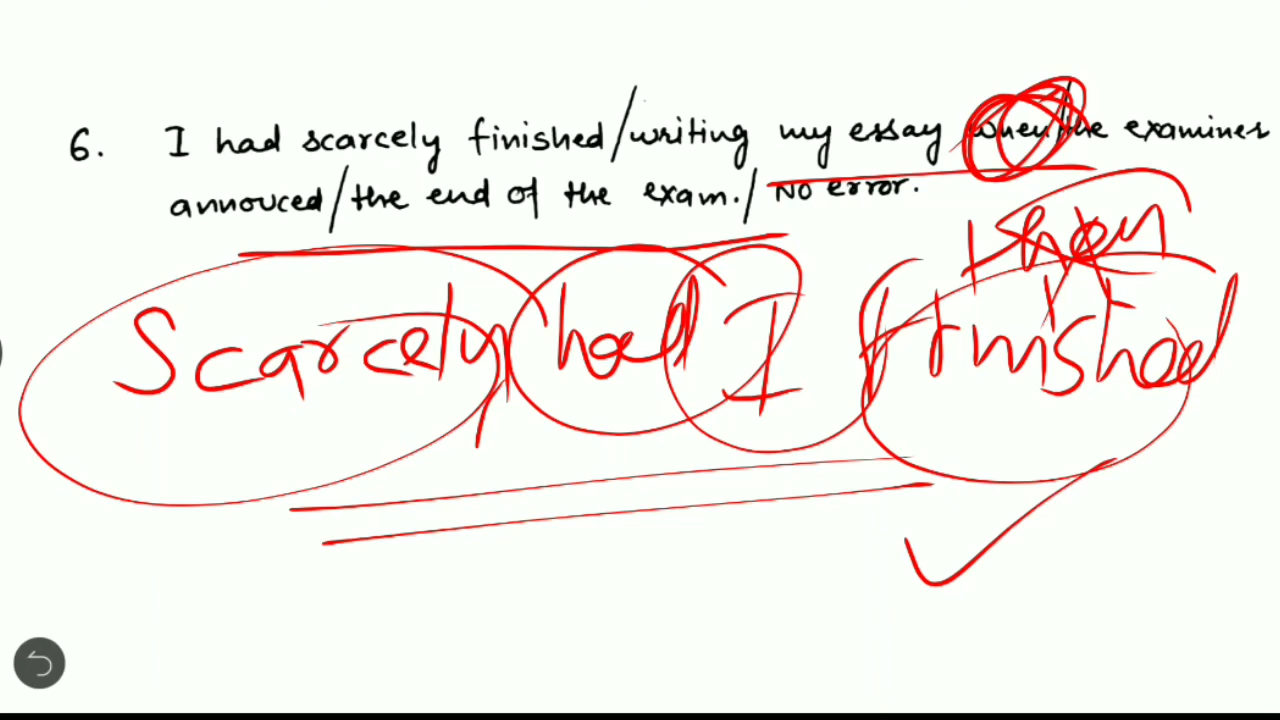 6. I had scarcely finished/writing my essay when/the examiner
annouced/the end of the exam./ No error.
than
Scarcely had I finished